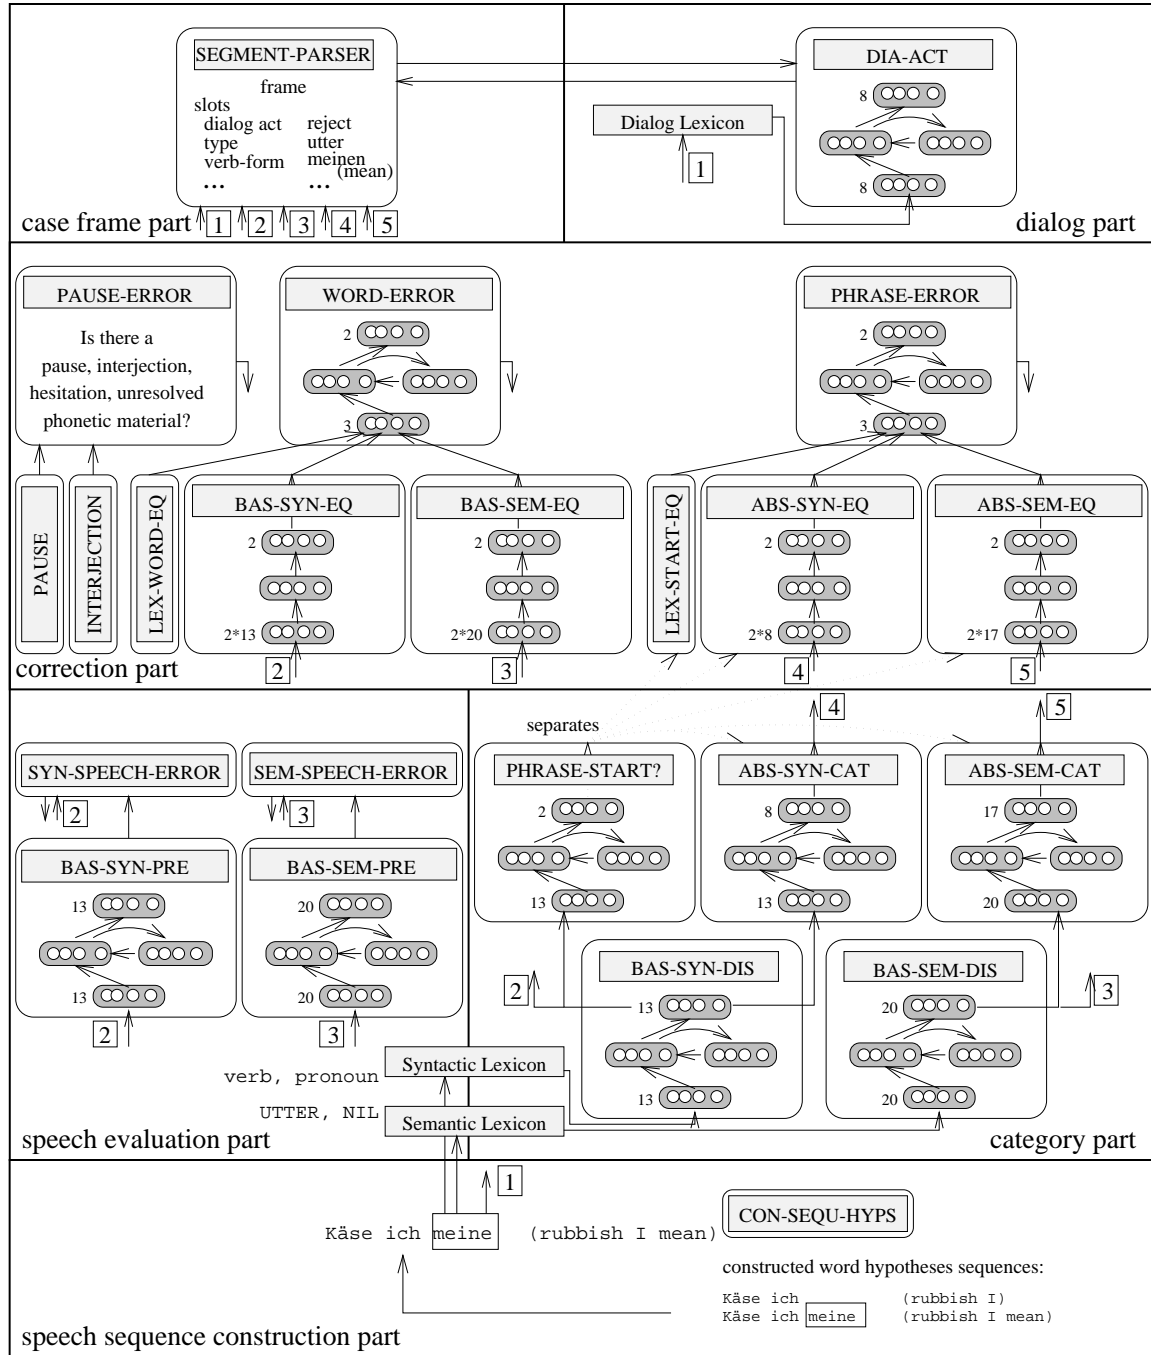 SEGMENT-PARSER
frame
slots
dialog act reject
type utter
verb-form meinen
(mean)
... ...
1 2 3 4 5
case frame part
DIA-ACT
8
Dialog Lexicon
1
8
dialog part
PAUSE-ERROR
Is there a
pause, interjection,
hesitation, unresolved
phonetic material?
WORD-ERROR
2
3
PHRASE-ERROR
2
3
PAUSE
INTERJECTION
LEX-WORD-EQ
BAS-SYN-EQ
2
2*13
2
BAS-SEM-EQ
2
2*20
3
LEX-START-EQ
ABS-SYN-EQ
2
2*8
4
ABS-SEM-EQ
2
2*17
5
correction part
SYN-SPEECH-ERROR
2
SEM-SPEECH-ERROR
3
BAS-SYN-PRE
13
13
2
BAS-SEM-PRE
20
20
3
speech evaluation part
separates
4
5
PHRASE-START?
2
13
ABS-SYN-CAT
8
13
ABS-SEM-CAT
17
20
2
BAS-SYN-DIS
13
13
BAS-SEM-DIS
20
20
3
category part
Syntactic Lexicon
verb, pronoun
UTTER, NIL
Semantic Lexicon
1
Käse ich meine (rubbish I mean)
CON-SEQU-HYPS
constructed word hypotheses sequences:
Käse ich (rubbish I)
Käse ich meine (rubbish I mean)
speech sequence construction part